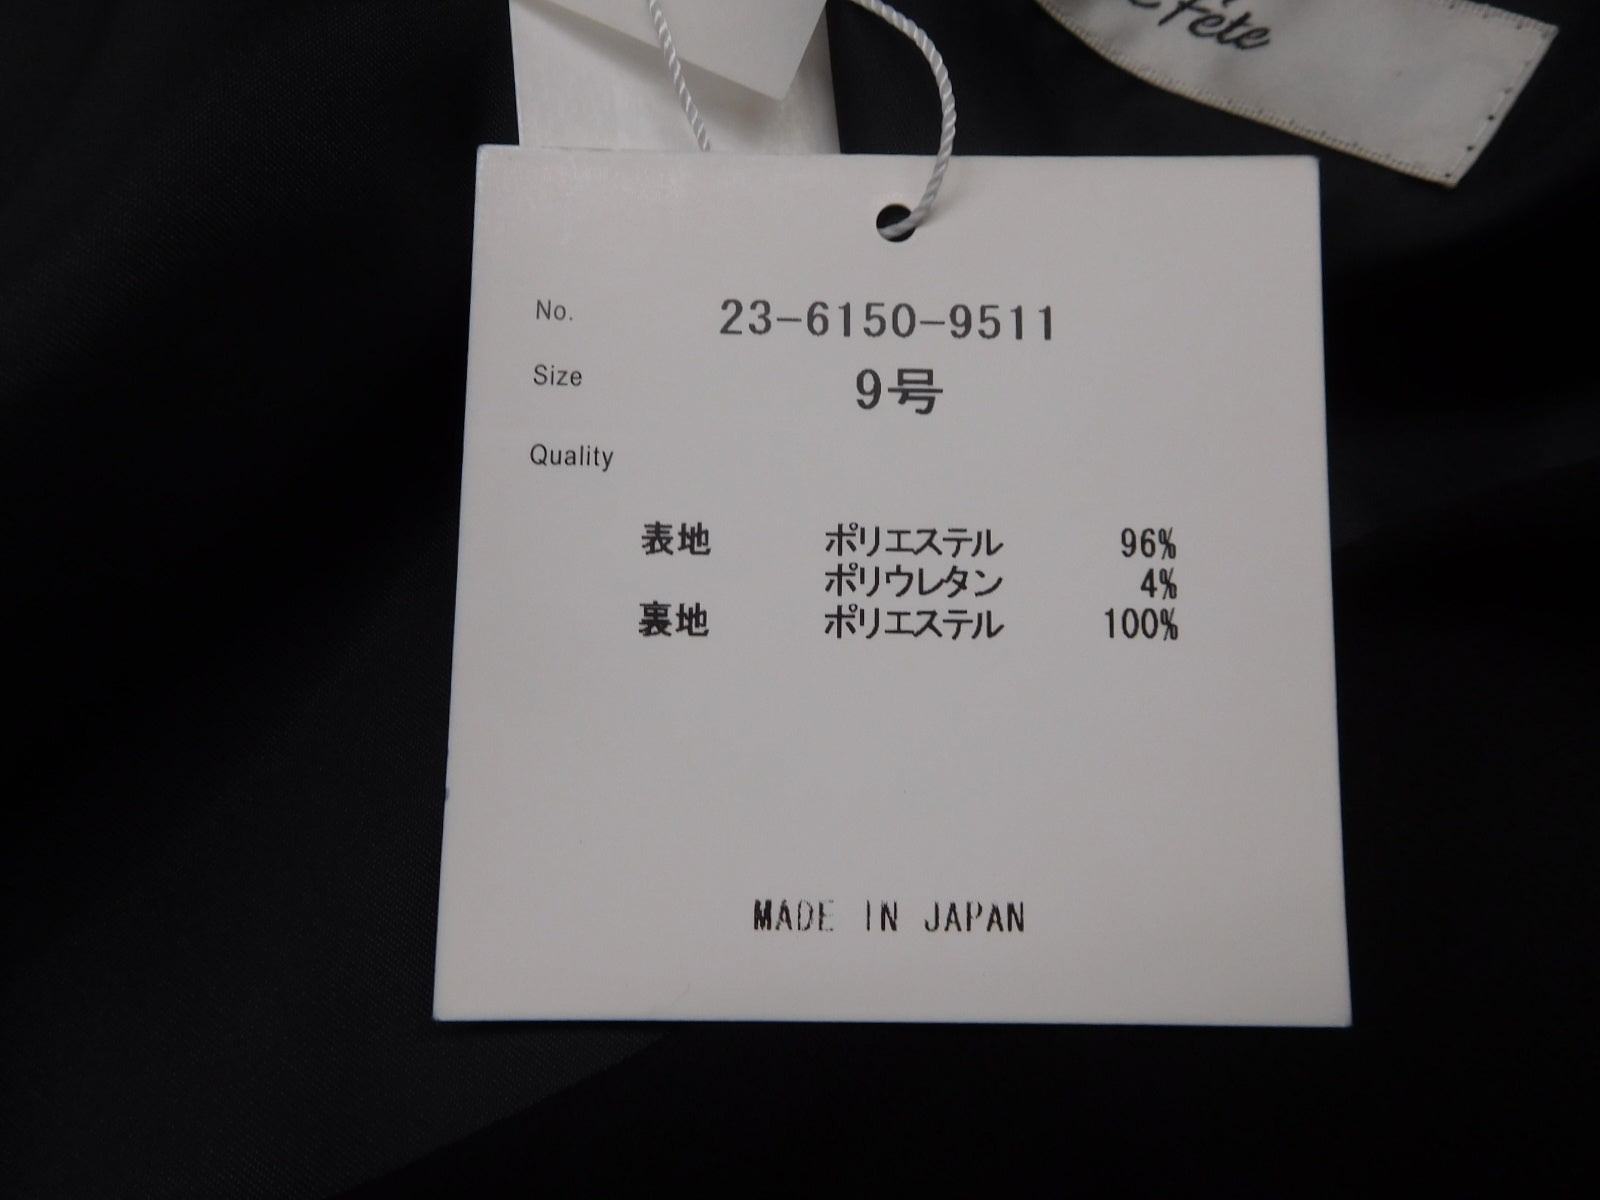 Fête
No. 23-6150-9511
Size 9号
Quality
表地 ポリエステル 96%
ポリウレタン 4%
裏地 ポリエステル 100%
MADE IN JAPAN